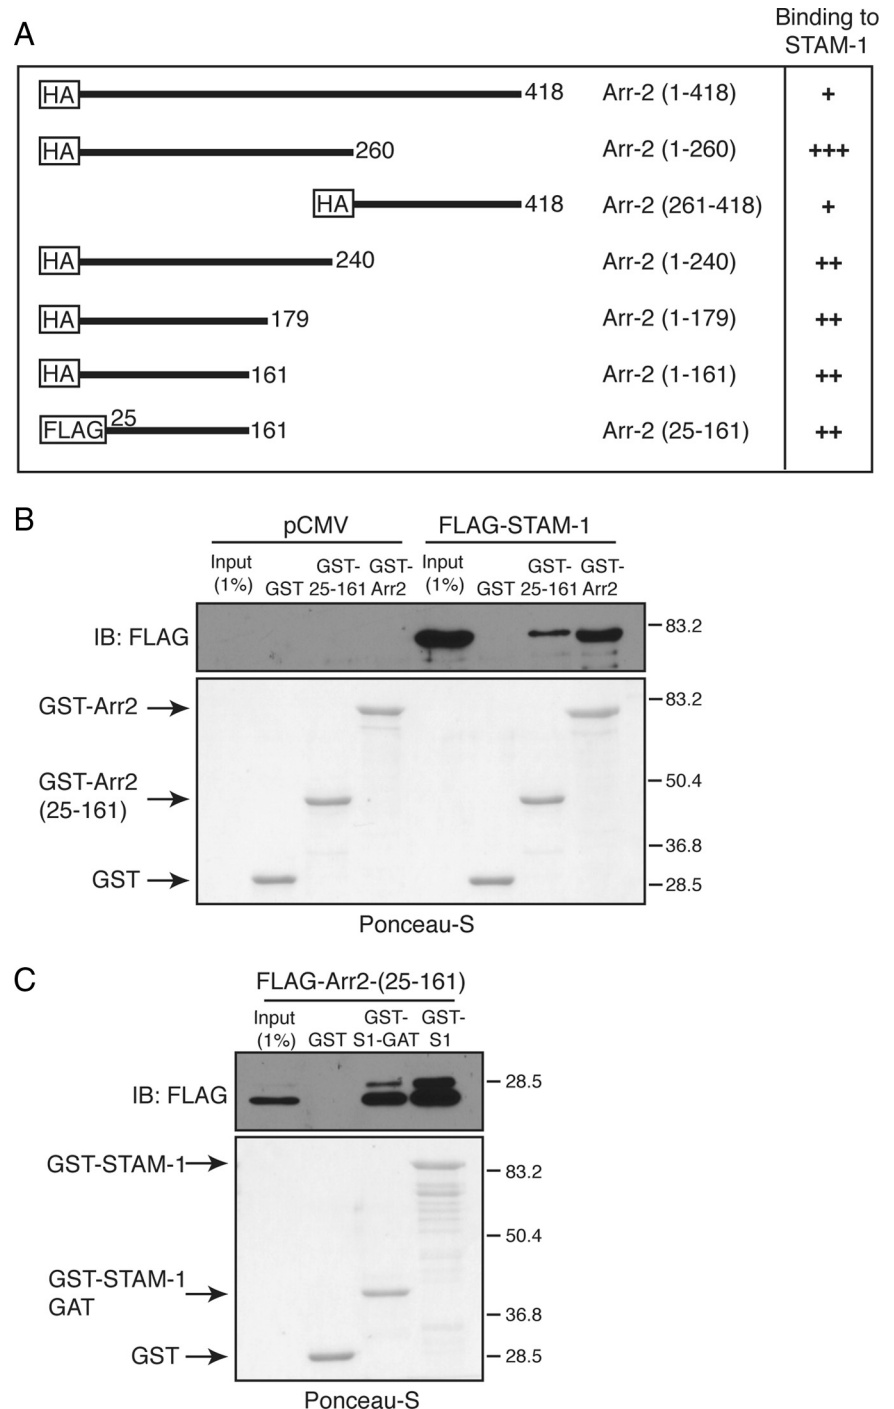 A
Binding to
STAM-1
HA 418 Arr-2 (1-418) +
HA 260 Arr-2 (1-260) +++
HA 418 Arr-2 (261-418) +
HA 240 Arr-2 (1-240) ++
HA 179 Arr-2 (1-179) ++
HA 161 Arr-2 (1-161) ++
FLAG 25 161 Arr-2 (25-161) ++
B
pCMV FLAG-STAM-1
Input GST- GST- Input GST- GST-
(1%) GST 25-161 Arr2 (1%) GST 25-161 Arr2
IB: FLAG
83.2
GST-Arr2
83.2
GST-Arr2
(25-161)
50.4
36.8
GST
28.5
Ponceau-S
C
FLAG-Arr2-(25-161)
Input GST- GST-
(1%) GST S1-GAT S1
IB: FLAG
28.5
GST-STAM-1
83.2
50.4
GST-STAM-1
GAT
36.8
GST
28.5
Ponceau-S